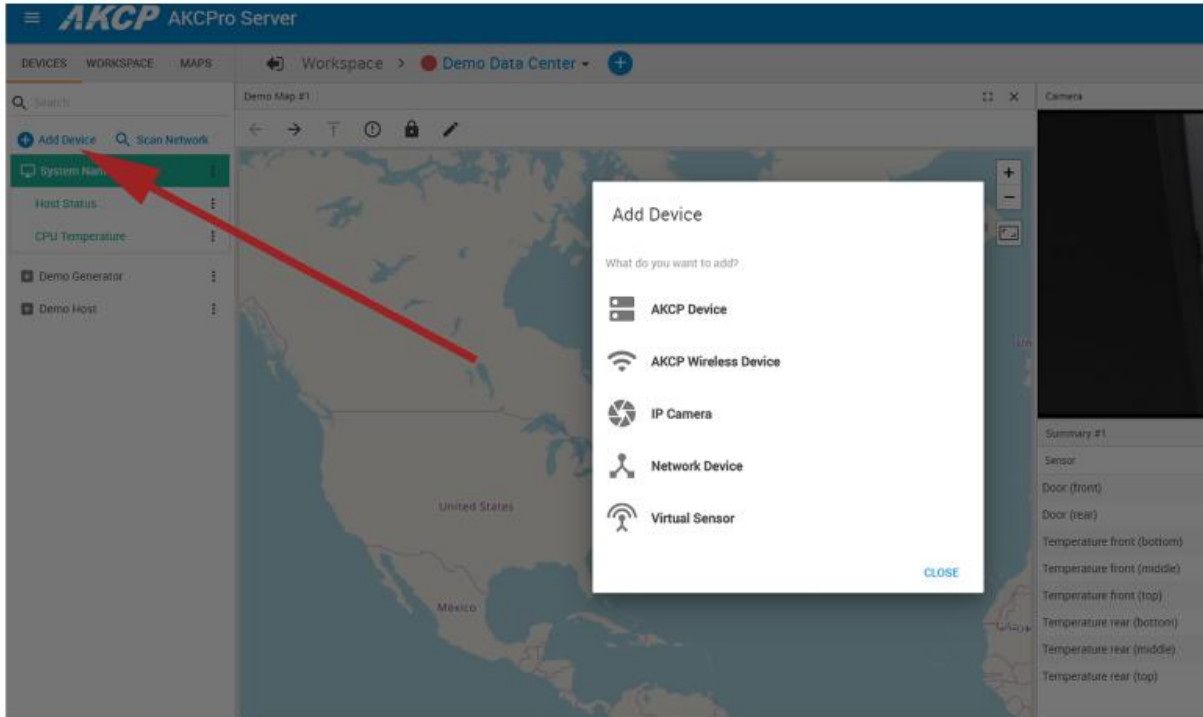 AKCP AKCPro Server
DEVICES WORKSPACE MAPS
Workspace > Demo Data Center
Search
Add Device Scan Network
System
Host Status
CPU Temperature
Demo Generator
Demo Host
Demo Map #1
Add Device
What do you want to add?
AKCP Device
AKCP Wireless Device
IP Camera
Network Device
Virtual Sensor
CLOSE
United States
México
Camera
Summary #1
Sensor
Door (front)
Door (rear)
Temperature front (bottom)
Temperature front (middle)
Temperature front (top)
Temperature rear (bottom)
Temperature rear (middle)
Temperature rear (top)